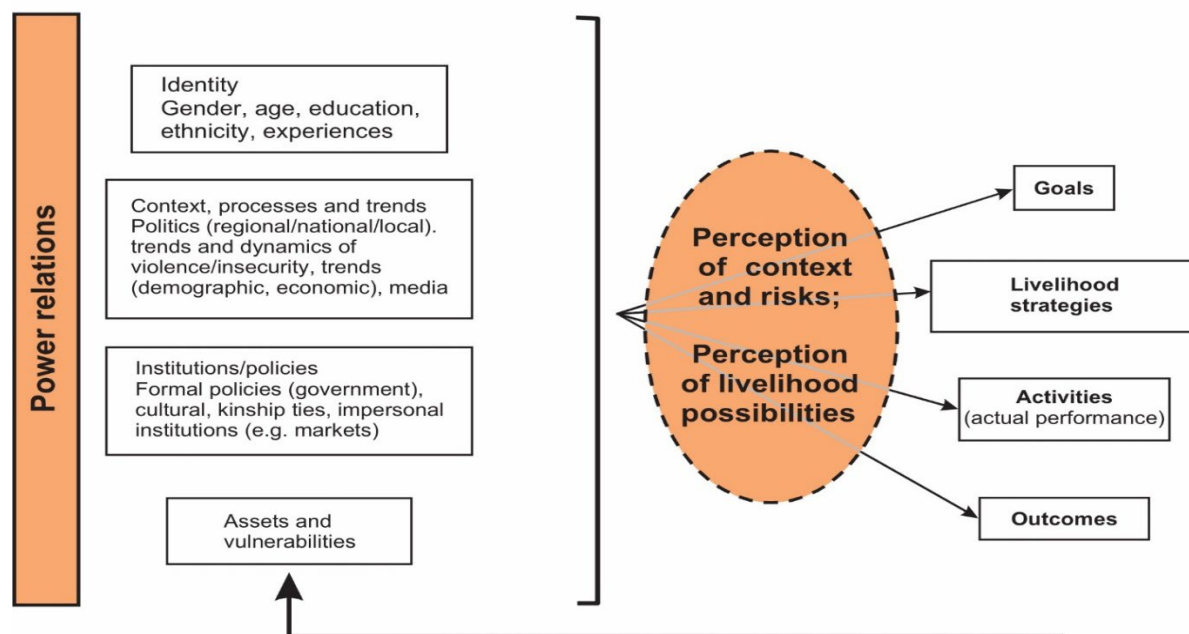 Power relations
Identity
Gender, age, education,
ethnicity, experiences
Context, processes and trends
Politics (regional/national/local).
trends and dynamics of
violence/insecurity, trends
(demographic, economic), media
Institutions/policies
Formal policies (government),
cultural, kinship ties, impersonal
institutions (e.g. markets)
Assets and
vulnerabilities
Perception
of context
and risks;
Perception
of livelihood
possibilities
Goals
Livelihood
strategies
Activities
(actual performance)
Outcomes